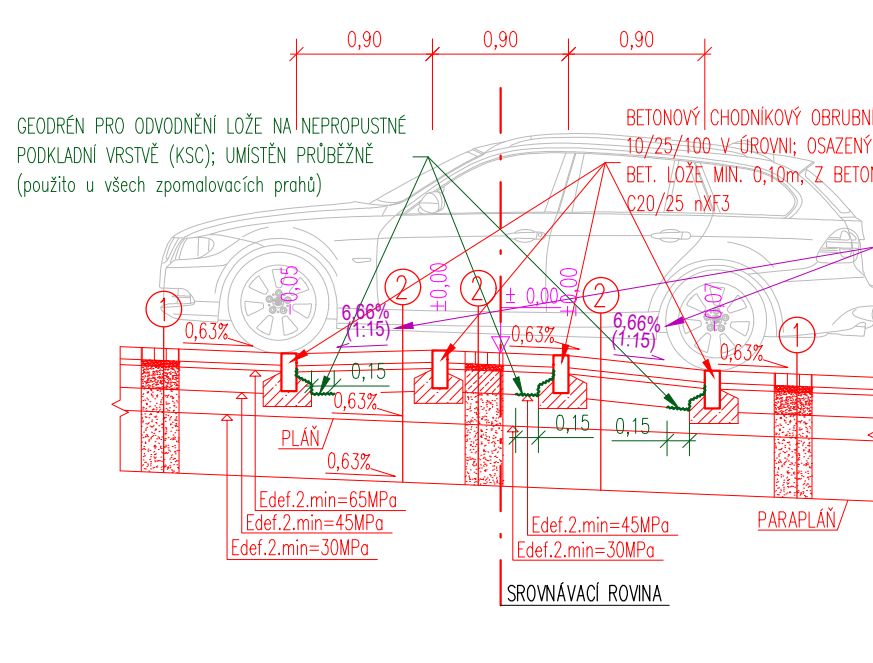 0,90
0,90
0,90
GEODRÉN PRO ODVODNĚNÍ LOŽE NA NEPROPUSTNÉ
PODKLADNÍ VRSTVĚ (KSC); UMÍSTĚN PRŮBĚŽNĚ
(použito u všech zpomalovacích prahů)
BETONOVÝ CHODNÍKOVÝ OBRUBNÍ
10/25/100 V ÚROVNI; OSAZENÝ
BET. LOŽE MIN. 0,10m, Z BETON
C20/25 nXF3
-0,05
±0,00
± 0,00
±0,00
-0,07
1
2
2
2
1
6,66%
(1:15)
6,66%
(1:15)
0,63%
0,63%
0,63%
0,15
0,63%
0,15
0,15
PLÁŇ
0,63%
Edef.2.min=65MPa
Edef.2.min=45MPa
Edef.2.min=30MPa
Edef.2.min=45MPa
Edef.2.min=30MPa
PARAPLÁŇ
SROVNÁVACÍ ROVINA